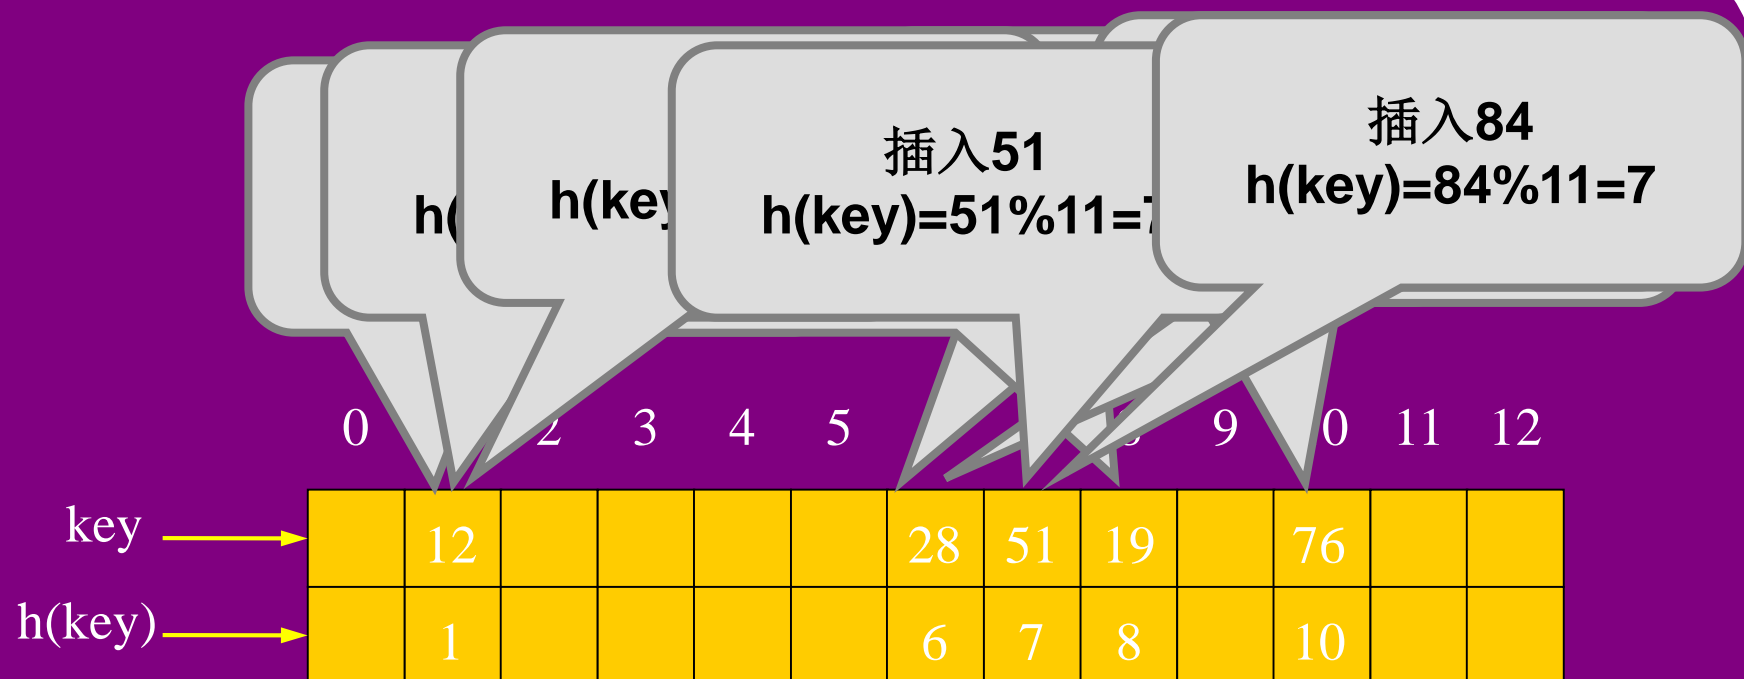 插入84
插入51
h(key)=84%11=7
h(key
h(
h(key)=51%11=
0 2 3 4 5 9 0 11 12
key 12 28 51 19 76
h(key) 1 6 7 8 10